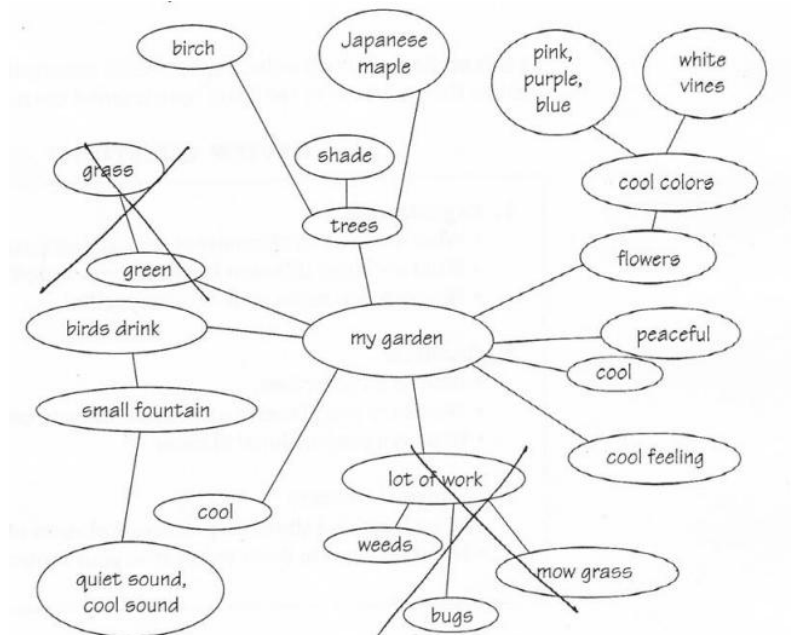 birch
Japanese
maple
pink,
purple,
blue
white
vines
grass
shade
cool colors
trees
green
flowers
birds drink
my garden
peaceful
cool
small fountain
cool feeling
lot of work
cool
weeds
mow grass
quiet sound,
cool sound
bugs